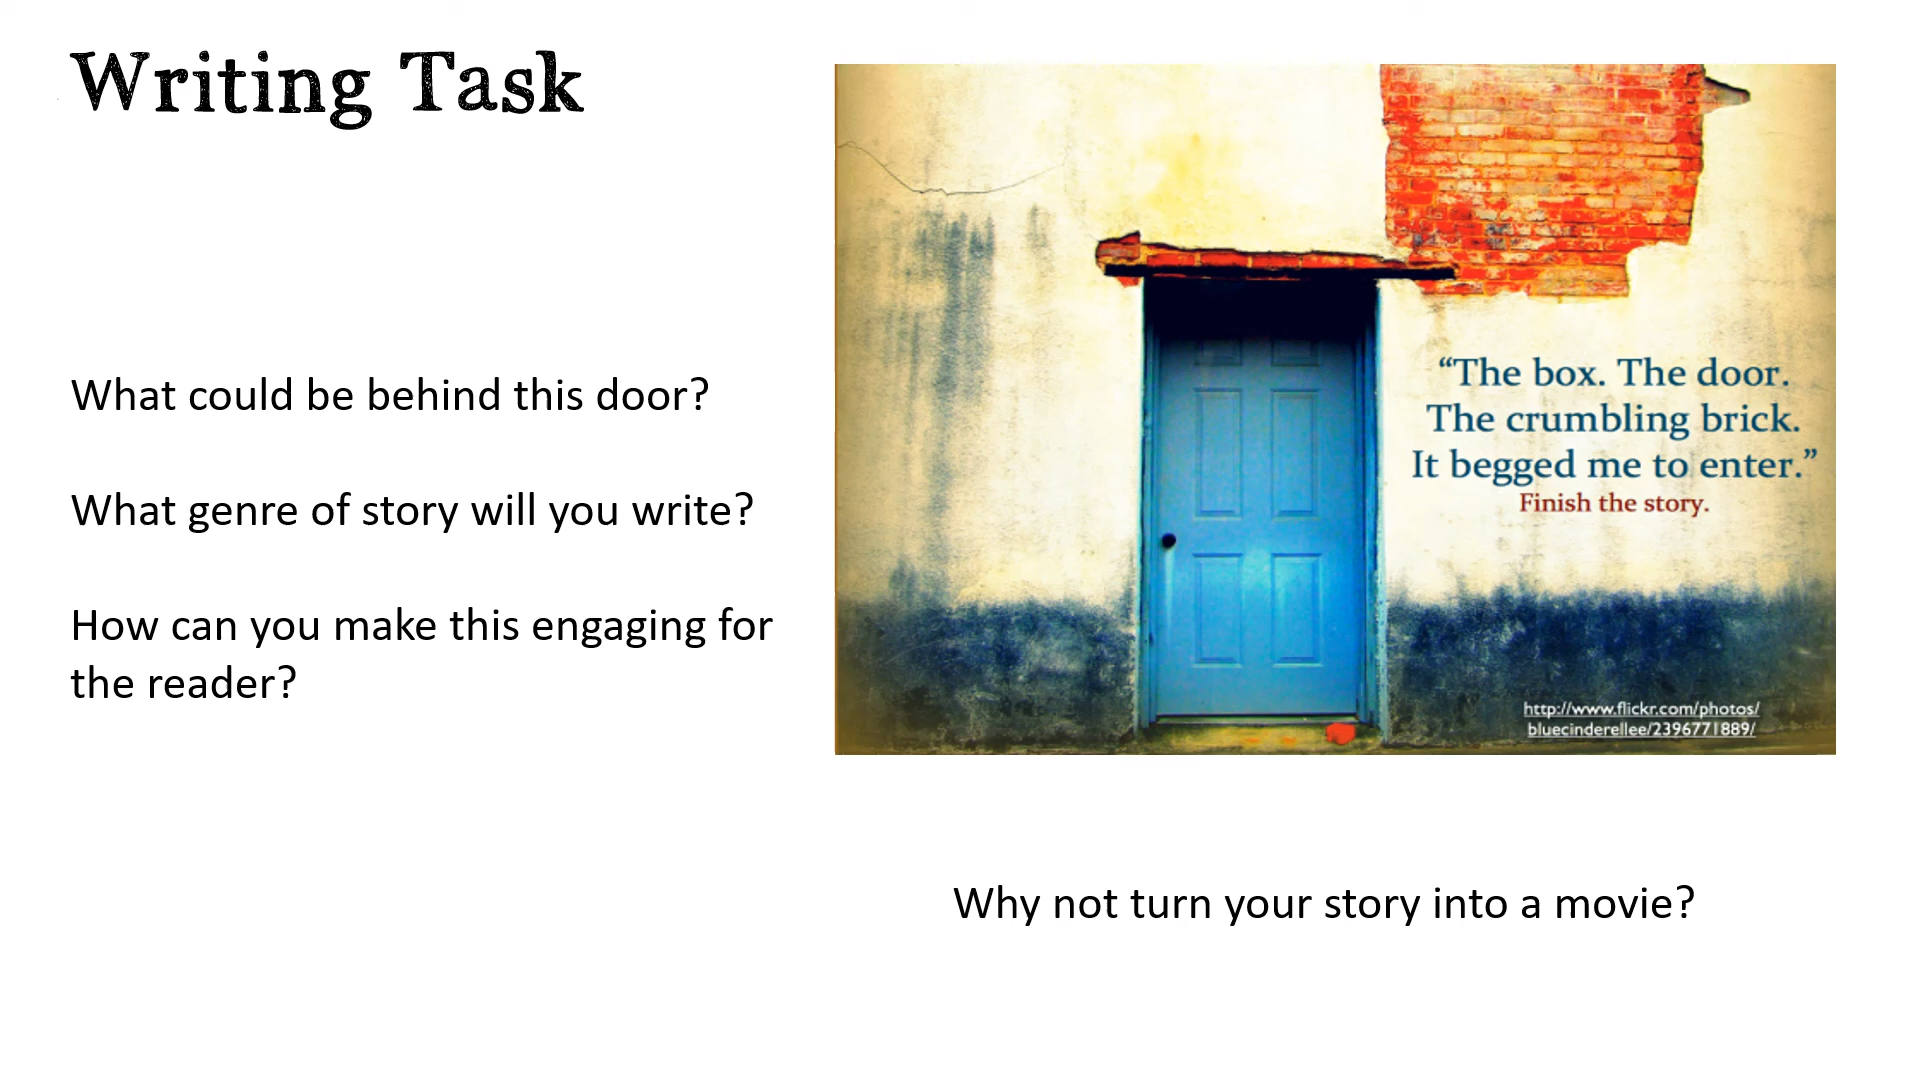 Writing Task
What could be behind this door?
What genre of story will you write?
How can you make this engaging for
the reader?
“The box. The door.
The crumbling brick.
It begged me to enter.”
Finish the story.
http://www.flickr.com/photos/
bluecinderellee/2396771889/
Why not turn your story into a movie?